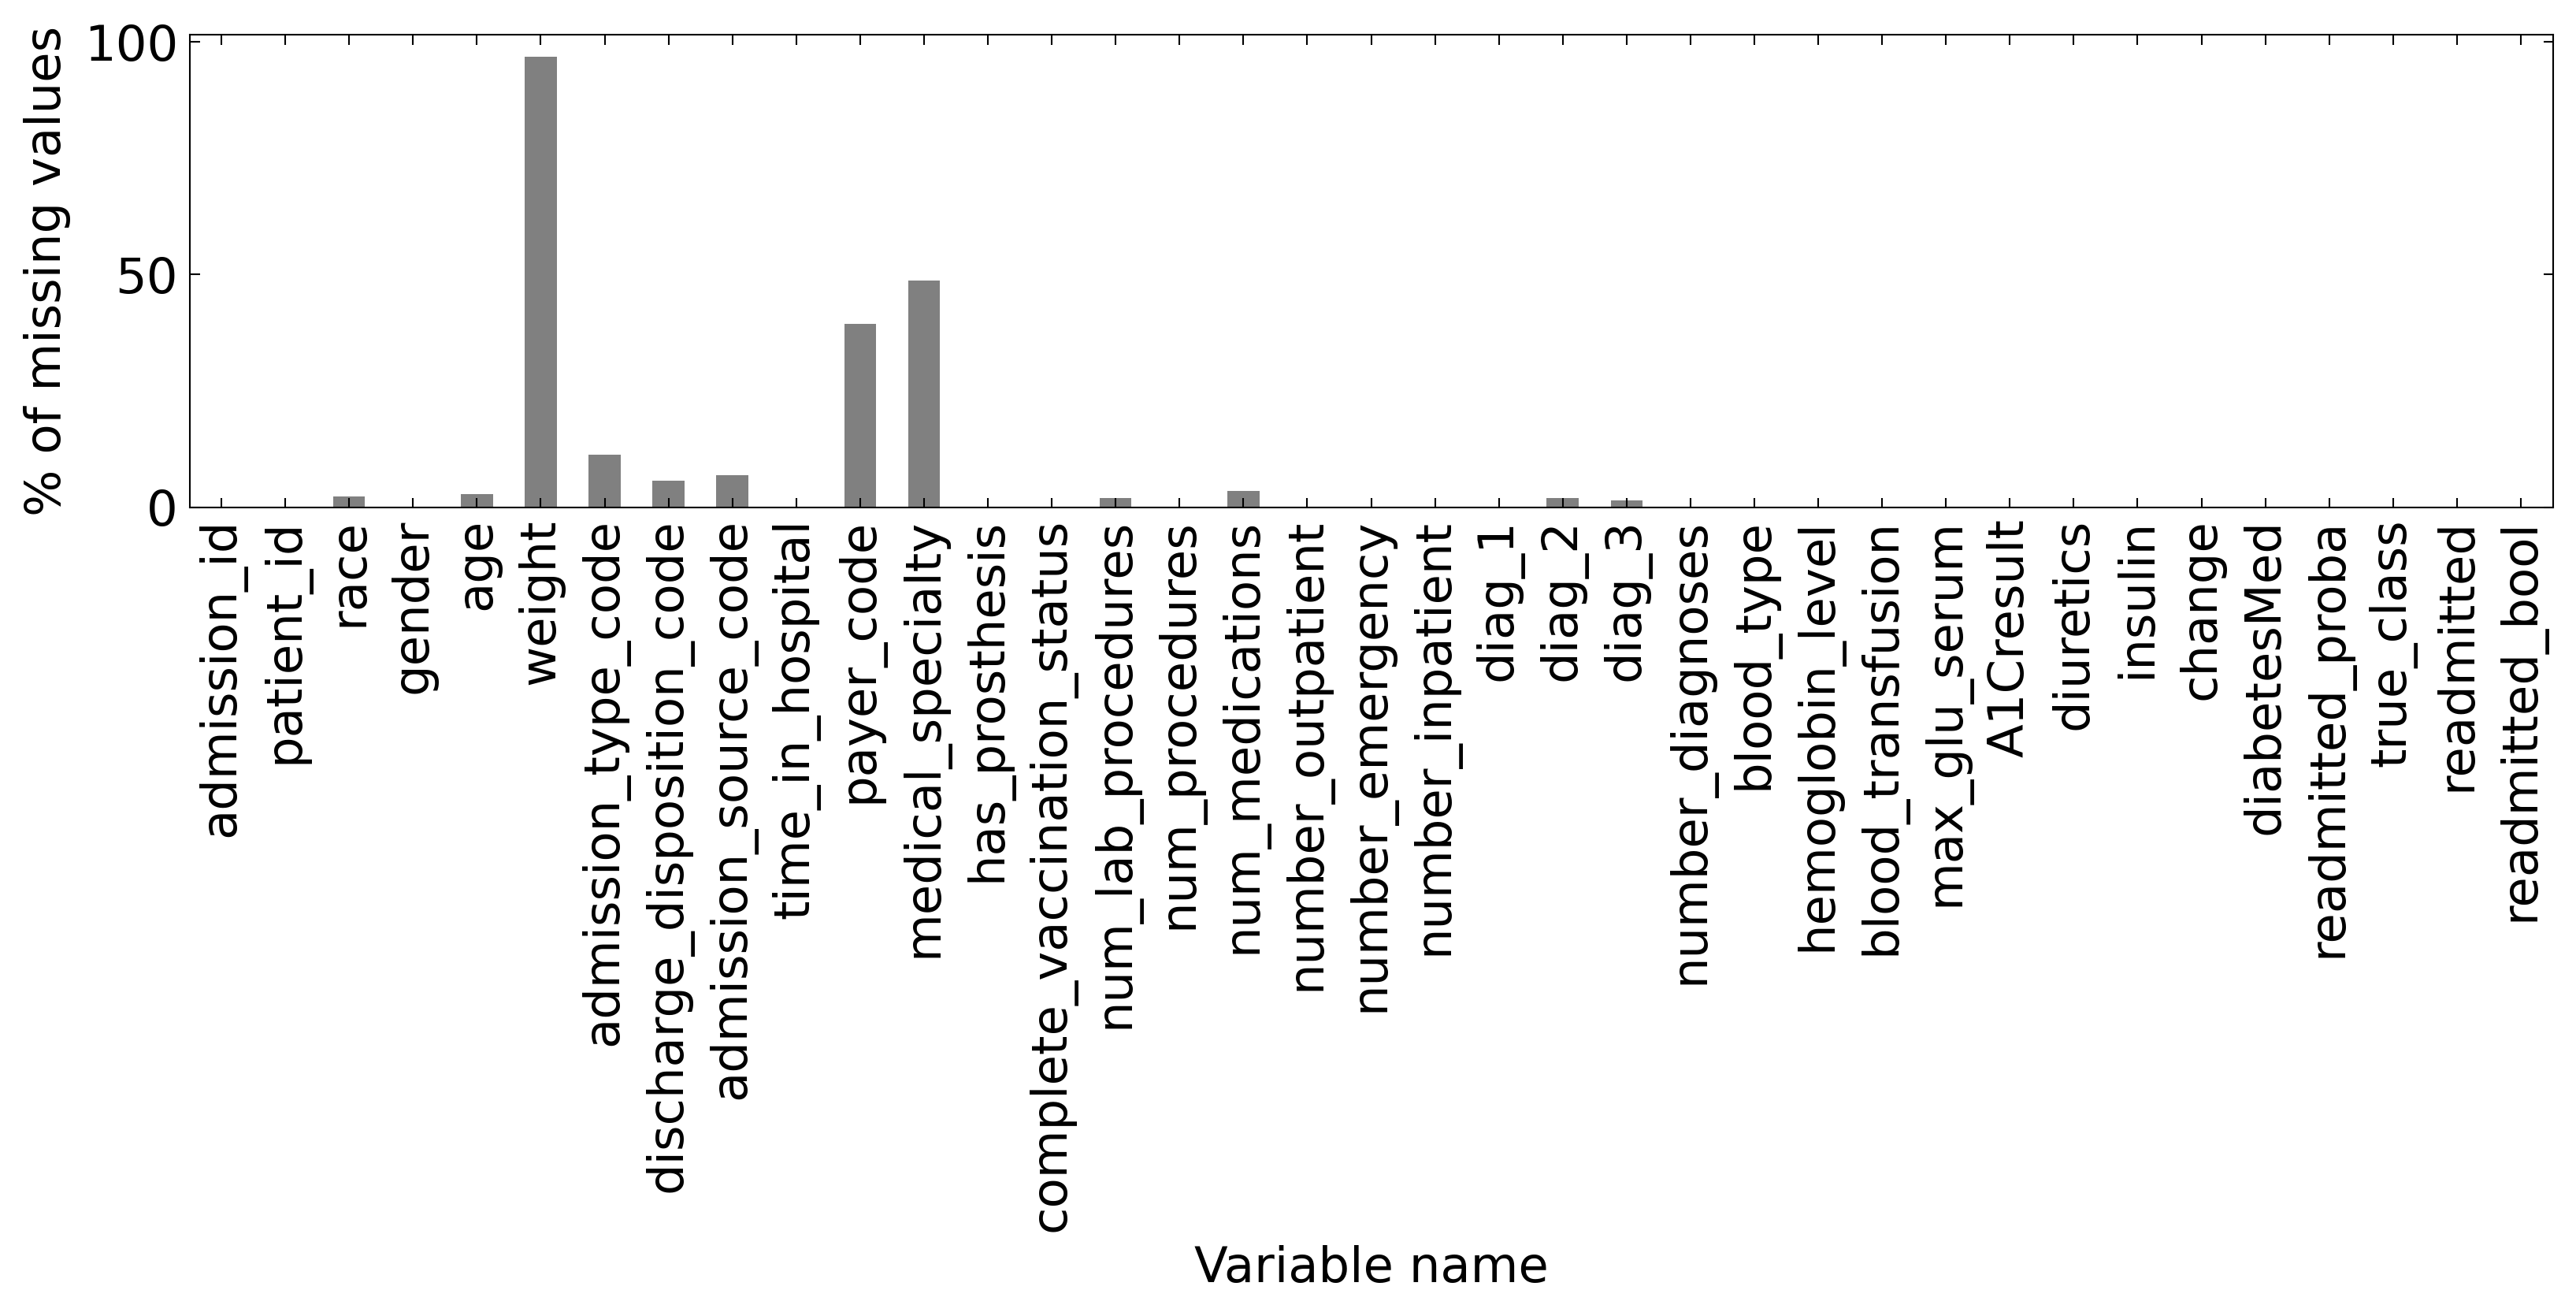 % of missing values
100
50
0
admission_id
patient_id
race
gender
age
weight
admission_type_code
discharge_disposition_code
admission_source_code
time_in_hospital
payer_code
medical_specialty
has_prosthesis
complete_vaccination_status
num_lab_procedures
num_procedures
num_medications
number_outpatient
number_emergency
number_inpatient
diag_1
diag_2
diag_3
number_diagnoses
blood_type
hemoglobin_level
blood_transfusion
max_glu_serum
A1Cresult
diuretics
insulin
change
diabetesMed
readmitted_proba
true_class
readmitted
readmitted_bool
Variable name